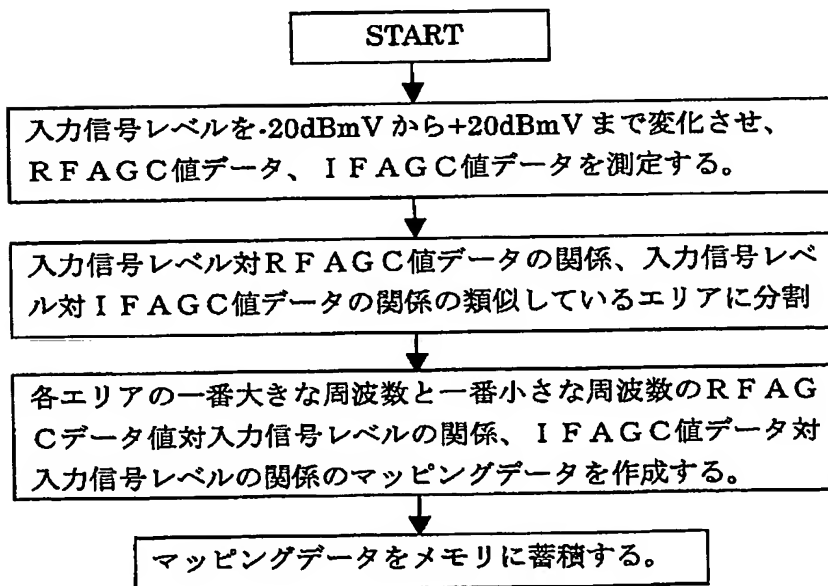 START
入力信号レベルを-20dBmVから+20dBmVまで変化させ、
ＲＦＡＧＣ値データ、ＩＦＡＧＣ値データを測定する。
入力信号レベル対ＲＦＡＧＣ値データの関係、入力信号レベ
ル対ＩＦＡＧＣ値データの関係の類似しているエリアに分割
各エリアの一番大きな周波数と一番小さな周波数のＲＦＡＧ
Ｃデータ値対入力信号レベルの関係、ＩＦＡＧＣ値データ対
入力信号レベルの関係のマッピングデータを作成する。
マッピングデータをメモリに蓄積する。